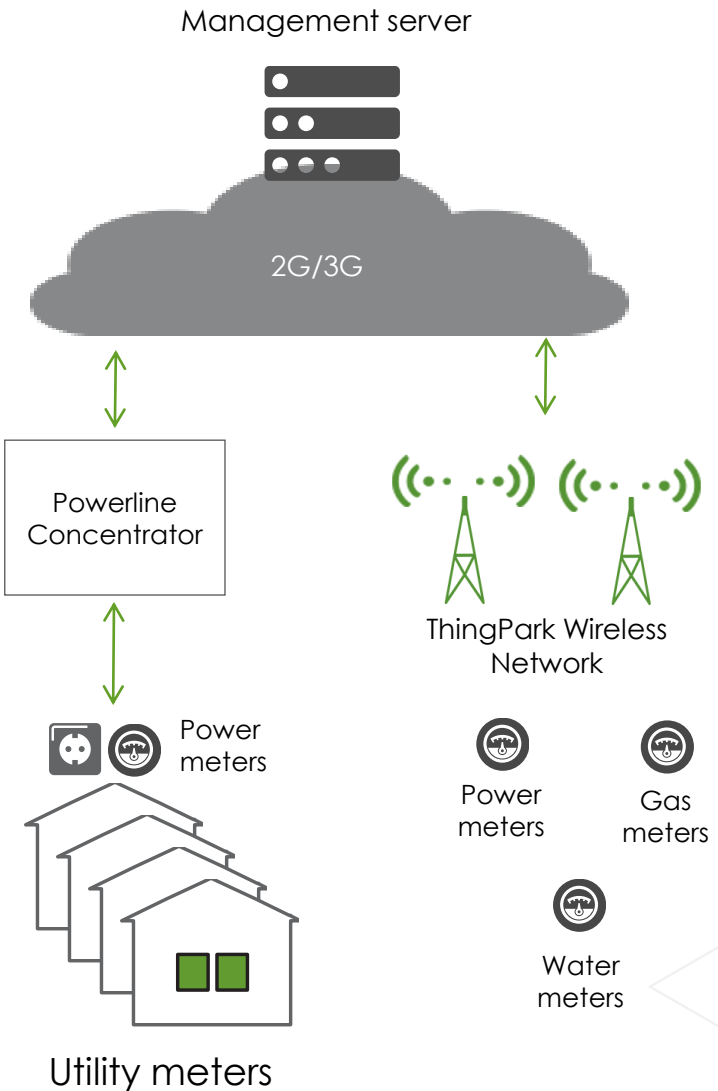 Management server
2G/3G
Powerline
Concentrator
ThingPark Wireless
Network
Power
meters
Power
meters
Gas
meters
Water
meters
Utility meters